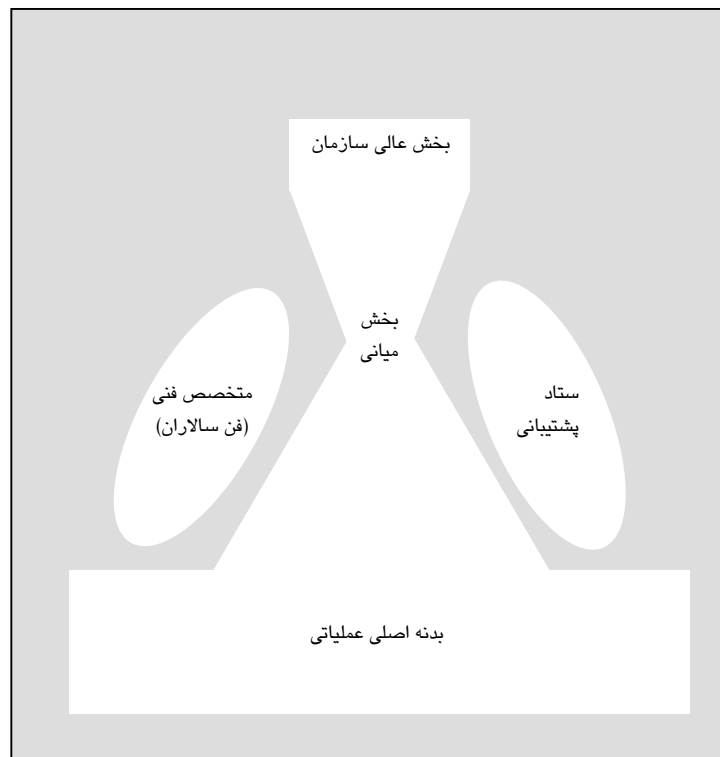 بخش عالی سازمان
بخش
میانی
متخصص فنی
(فن سالاران)
ستاد
پشتیبانی
بدنه اصلی عملیاتی